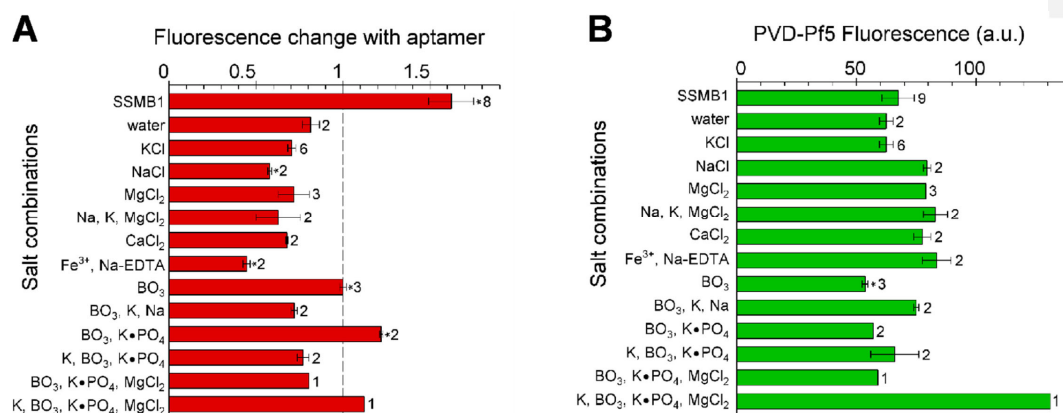 A
Fluorescence change with aptamer
0 0.5 1 1.5
Salt combinations
SSMB1 *8
water 2
KCl 6
NaCl *2
MgCl₂ 3
Na, K, MgCl₂ 2
CaCl₂ 2
Fe³⁺, Na-EDTA *2
BO₃ *3
BO₃, K, Na 2
BO₃, K•PO₄ *2
K, BO₃, K•PO₄ 2
BO₃, K•PO₄, MgCl₂ 1
K, BO₃, K•PO₄, MgCl₂ 1
B
PVD-Pf5 Fluorescence (a.u.)
0 50 100
Salt combinations
SSMB1 9
water 2
KCl 6
NaCl 2
MgCl₂ 3
Na, K, MgCl₂ 2
CaCl₂ 2
Fe³⁺, Na-EDTA 2
BO₃ *3
BO₃, K, Na 2
BO₃, K•PO₄ 2
K, BO₃, K•PO₄ 2
BO₃, K•PO₄, MgCl₂ 1
K, BO₃, K•PO₄, MgCl₂ 1